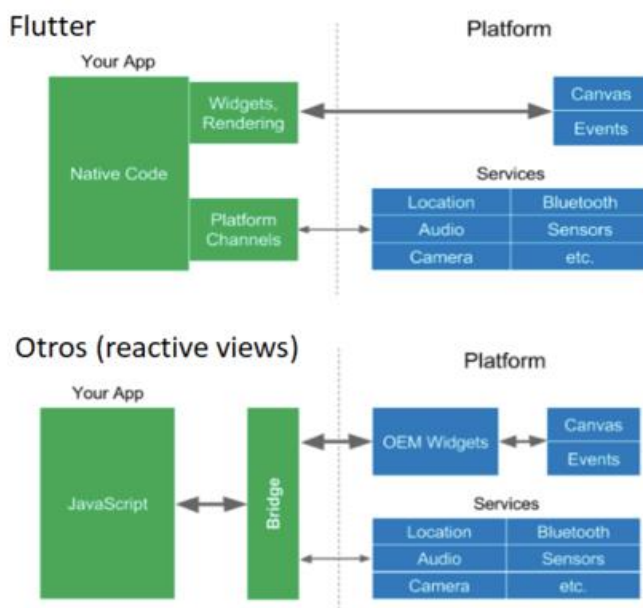 Flutter
Platform
Your App
Widgets,
Rendering
Canvas
Events
Native Code
Services
Platform
Channels
Location
Bluetooth
Audio
Sensors
Camera
etc.
Otros (reactive views)
Platform
Your App
JavaScript
Bridge
OEM Widgets
Canvas
Events
Services
Location
Bluetooth
Audio
Sensors
Camera
etc.